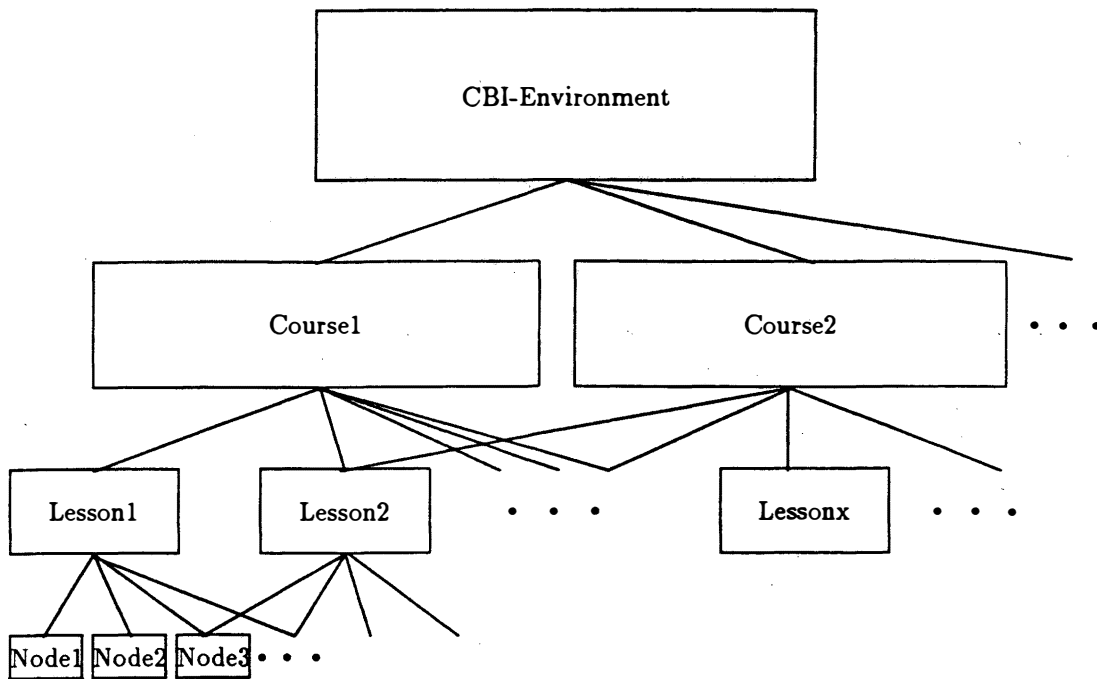 CBI-Environment
Course1
Course2
. . .
Lesson1
Lesson2
. . .
Lessonx
. . .
Node1
Node2
Node3
. . .